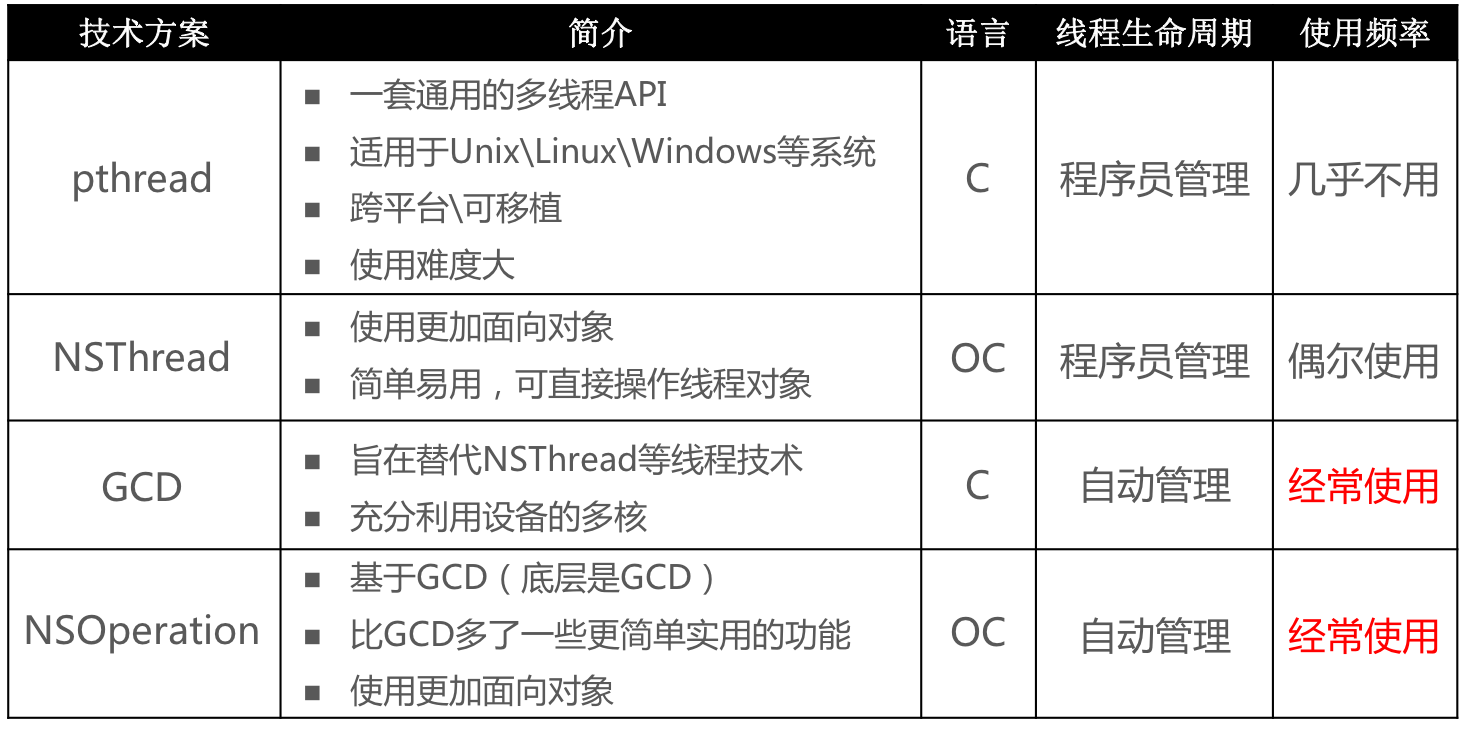 技术方案 简介 语言 线程生命周期 使用频率
pthread
■ 一套通用的多线程API
■ 适用于Unix\Linux\Windows等系统
■ 跨平台\可移植
■ 使用难度大
C
程序员管理
几乎不用
NSThread
■ 使用更加面向对象
■ 简单易用，可直接操作线程对象
OC
程序员管理
偶尔使用
GCD
■ 旨在替代NSThread等线程技术
■ 充分利用设备的多核
C
自动管理
经常使用
NSOperation
■ 基于GCD（底层是GCD）
■ 比GCD多了一些更简单实用的功能
■ 使用更加面向对象
OC
自动管理
经常使用